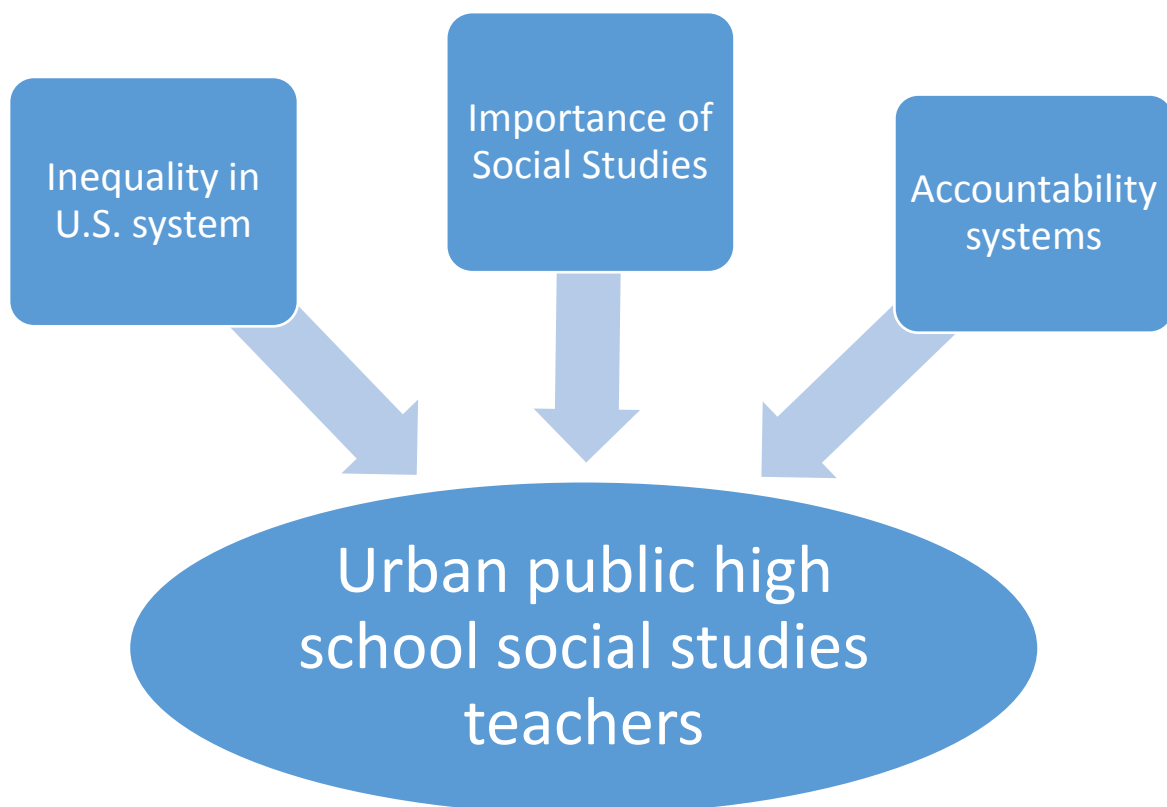 Inequality in
U.S. system
Importance of
Social Studies
Accountability
systems
Urban public high
school social studies
teachers